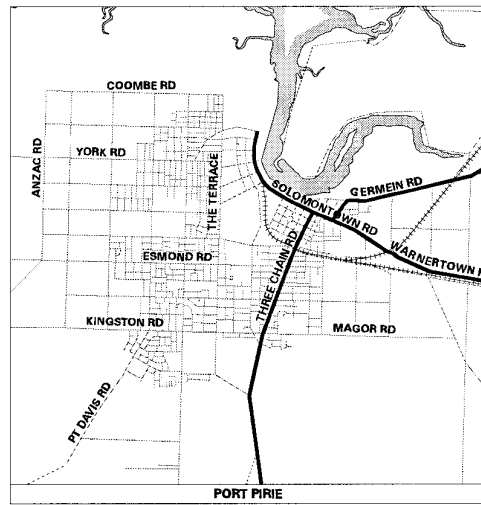 COOMBE RD
ANZAC RD
YORK RD
THE TERRACE
SOLOMONTOWN RD
GERMEIN RD
WARNERTOWN R
ESMOND RD
THREE CHAIN RD
KINGSTON RD
MAGOR RD
PT DAVIS RD
PORT PIRIE